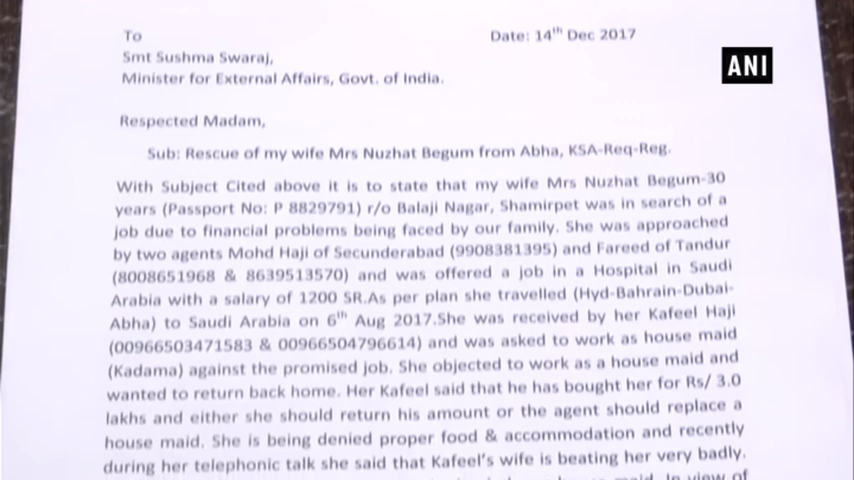 To
Date: 14th Dec 2017
Smt Sushma Swaraj,
Minister for External Affairs, Govt. of India.
ANI
Respected Madam,
Sub: Rescue of my wife Mrs Nuzhat Begum from Abha, KSA-Req-Reg.
With Subject Cited above it is to state that my wife Mrs Nuzhat Begum-30
years (Passport No: P 8829791) r/o Balaji Nagar, Shamirpet was in search of a
job due to financial problems being faced by our family. She was approached
by two agents Mohd Haji of Secunderabad (9908381395) and Fareed of Tandur
(8008651968 & 8639513570) and was offered a job in a Hospital in Saudi
Arabia with a salary of 1200 SR.As per plan she travelled (Hyd-Bahrain-Dubai-
Abha) to Saudi Arabia on 6th Aug 2017.She was received by her Kafeel Haji
(00966503471583 & 00966504796614) and was asked to work as house maid
(Kadama) against the promised job. She objected to work as a house maid and
wanted to return back home. Her Kafeel said that he has bought her for Rs/ 3.0
lakhs and either she should return his amount or the agent should replace a
house maid. She is being denied proper food & accommodation and recently
during her telephonic talk she said that Kafeel's wife is beating her very badly.
maid. In view of